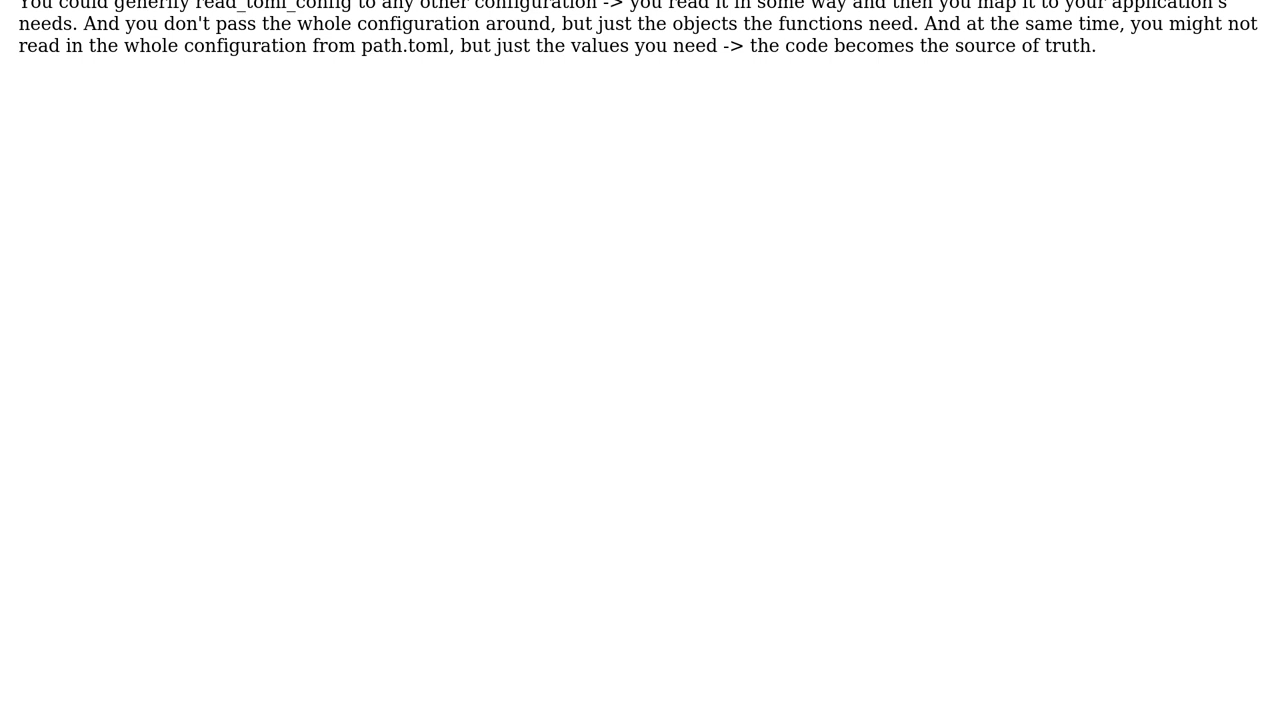 You could generify read_toml_config to any other configuration -> you read it in some way and then you map it to your application's
needs. And you don't pass the whole configuration around, but just the objects the functions need. And at the same time, you might not
read in the whole configuration from path.toml, but just the values you need -> the code becomes the source of truth.